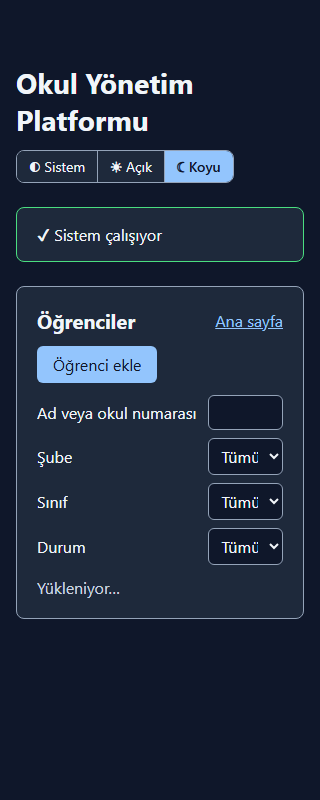 Okul Yönetim
Platformu
◐ Sistem ☀ Açık ☾ Koyu
✓ Sistem çalışıyor
Öğrenciler Ana sayfa
Öğrenci ekle
Ad veya okul numarası
Şube Tümü
Sınıf Tümü
Durum Tümü
Yükleniyor...